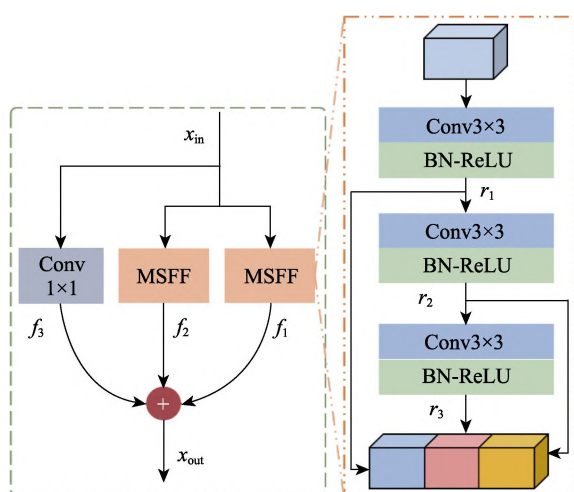 x_in
Conv
1×1
MSFF
MSFF
f_3
f_2
f_1
+
x_out
Conv3×3
BN-ReLU
r_1
Conv3×3
BN-ReLU
r_2
Conv3×3
BN-ReLU
r_3